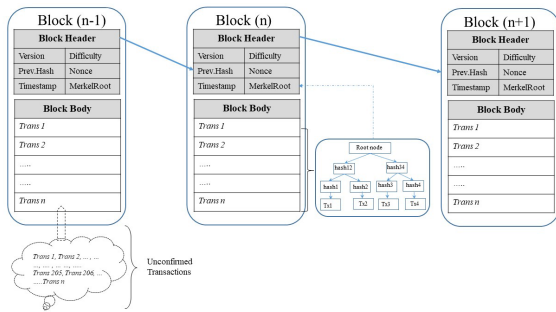 Block (n-1)
Block Header
Version Difficulty
Prev.Hash Nonce
Timestamp MerkelRoot
Block Body
Trans 1
Trans 2
.....
.....
Trans n
Trans 1, Trans 2, ... , ...
..., ..... , ... , ... , .....
Trans 205, Trans 206, ...
.....Trans n
Unconfirmed
Transactions
Block (n)
Block Header
Version Difficulty
Prev.Hash Nonce
Timestamp MerkelRoot
Block Body
Trans 1
Trans 2
.....
.....
Trans n
Root node
hash12 hash34
hash1 hash2 hash3 hash4
Tx1 Tx2 Tx3 Tx4
Block (n+1)
Block Header
Version Difficulty
Prev.Hash Nonce
Timestamp MerkelRoot
Block Body
Trans 1
Trans 2
.....
.....
Trans n